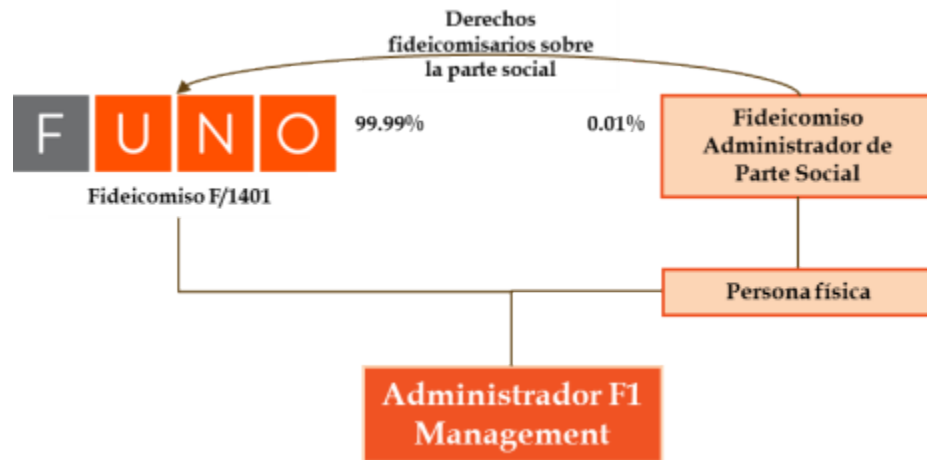 Derechos
fideicomisarios sobre
la parte social
FUNO
99.99%
0.01%
Fideicomiso
Administrador de
Parte Social
Fideicomiso F/1401
Persona física
Administrador F1
Management